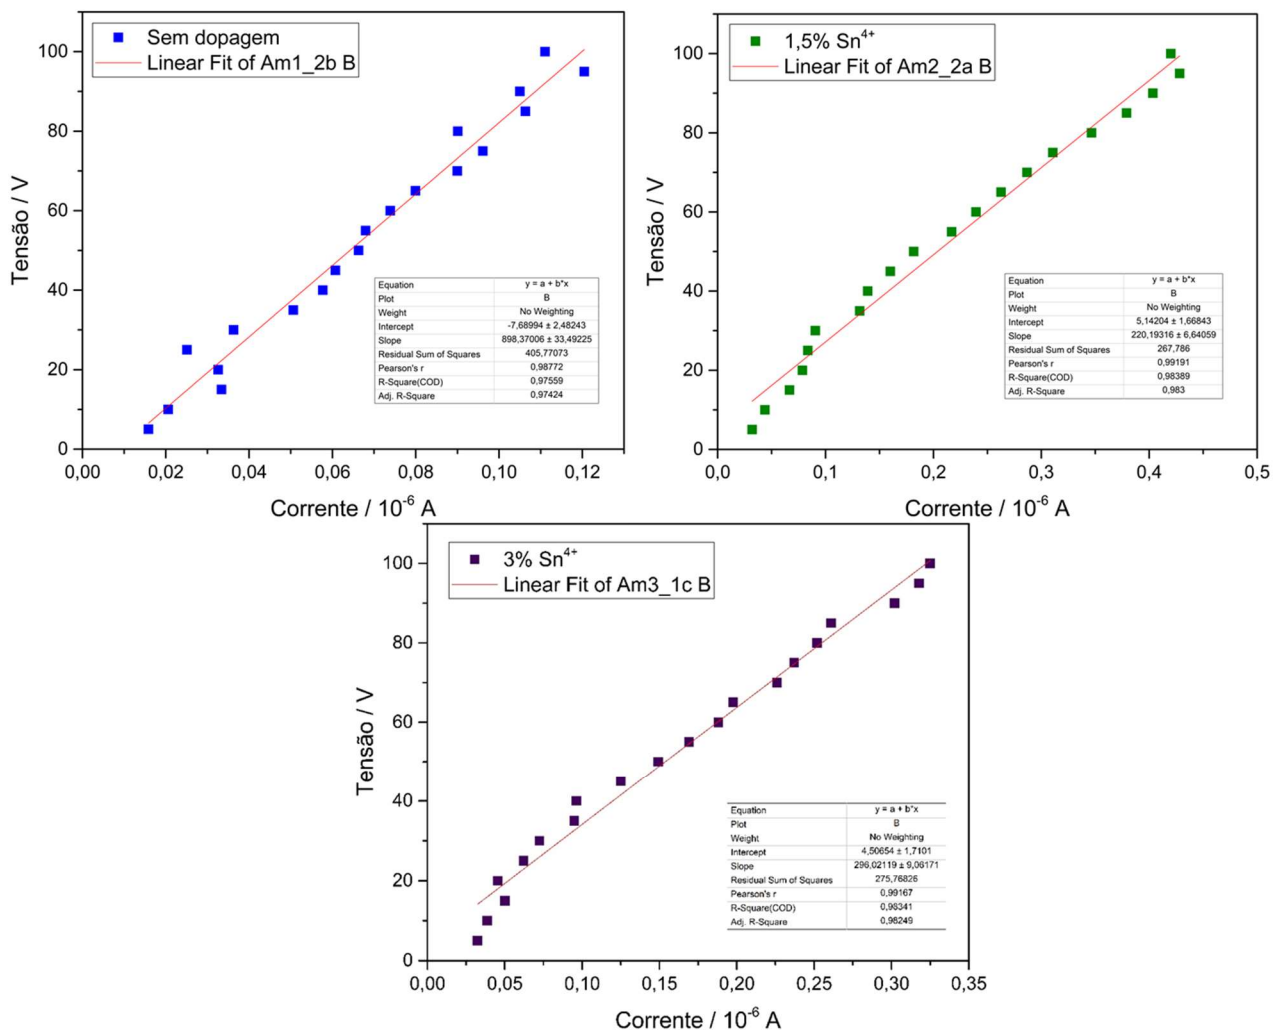 Sem dopagem
Linear Fit of Am1_2b B
100
80
60
40
20
0
Tensão / V
Equation y = a + b*x
Plot B
Weight No Weighting
Intercept -7,68994 ± 2,48243
Slope 898,37006 ± 33,49225
Residual Sum of Squares 405,77073
Pearson's r 0,98772
R-Square(COD) 0,97559
Adj. R-Square 0,97424
0,00 0,02 0,04 0,06 0,08 0,10 0,12
Corrente / 10⁻⁶ A
1,5% Sn⁴⁺
Linear Fit of Am2_2a B
100
80
60
40
20
0
Tensão / V
Equation y = a + b*x
Plot B
Weight No Weighting
Intercept 5,14204 ± 1,66843
Slope 220,19316 ± 6,64059
Residual Sum of Squares 267,786
Pearson's r 0,99191
R-Square(COD) 0,98389
Adj. R-Square 0,983
0,0 0,1 0,2 0,3 0,4 0,5
Corrente / 10⁻⁶ A
3% Sn⁴⁺
Linear Fit of Am3_1c B
100
80
60
40
20
0
Tensão / V
Equation y = a + b*x
Plot B
Weight No Weighting
Intercept 4,50654 ± 1,7101
Slope 296,02119 ± 9,06171
Residual Sum of Squares 275,76826
Pearson's r 0,99167
R-Square(COD) 0,98341
Adj. R-Square 0,98249
0,00 0,05 0,10 0,15 0,20 0,25 0,30 0,35
Corrente / 10⁻⁶ A